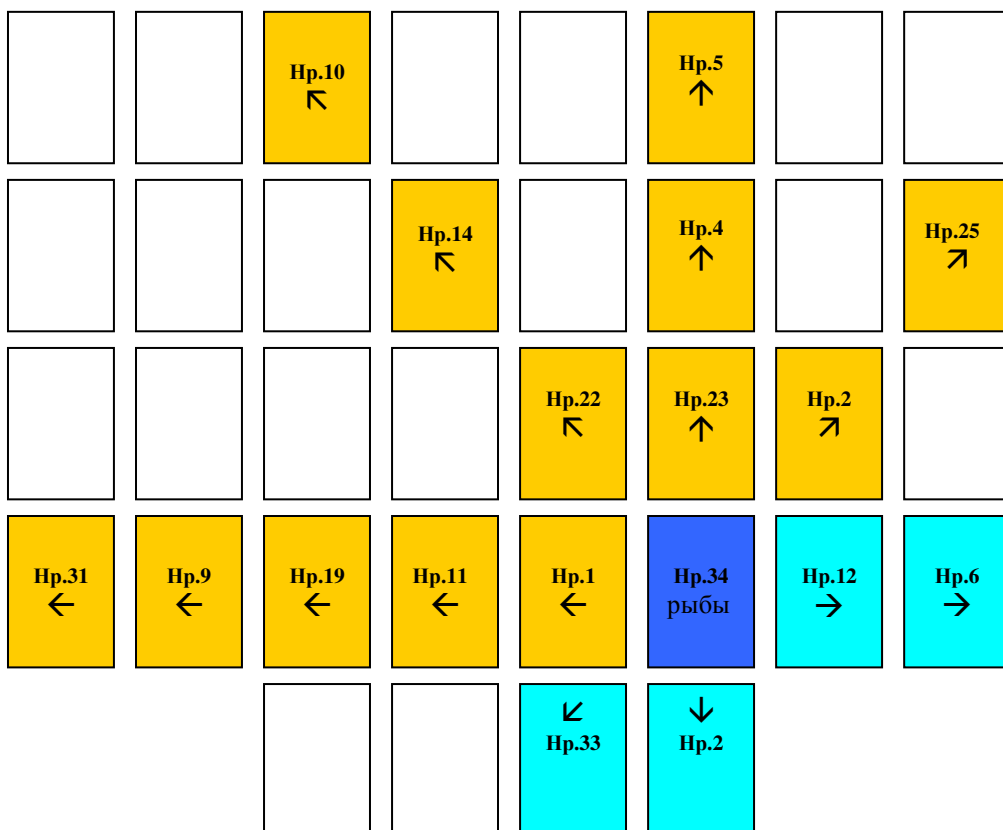 Нр.10
↖
Нр.5
↑
Нр.14
↖
Нр.4
↑
Нр.25
↗
Нр.22
↖
Нр.23
↑
Нр.2
↗
Нр.31
←
Нр.9
←
Нр.19
←
Нр.11
←
Нр.1
←
Нр.34
рыбы
Нр.12
→
Нр.6
→
↙
Нр.33
↓
Нр.2